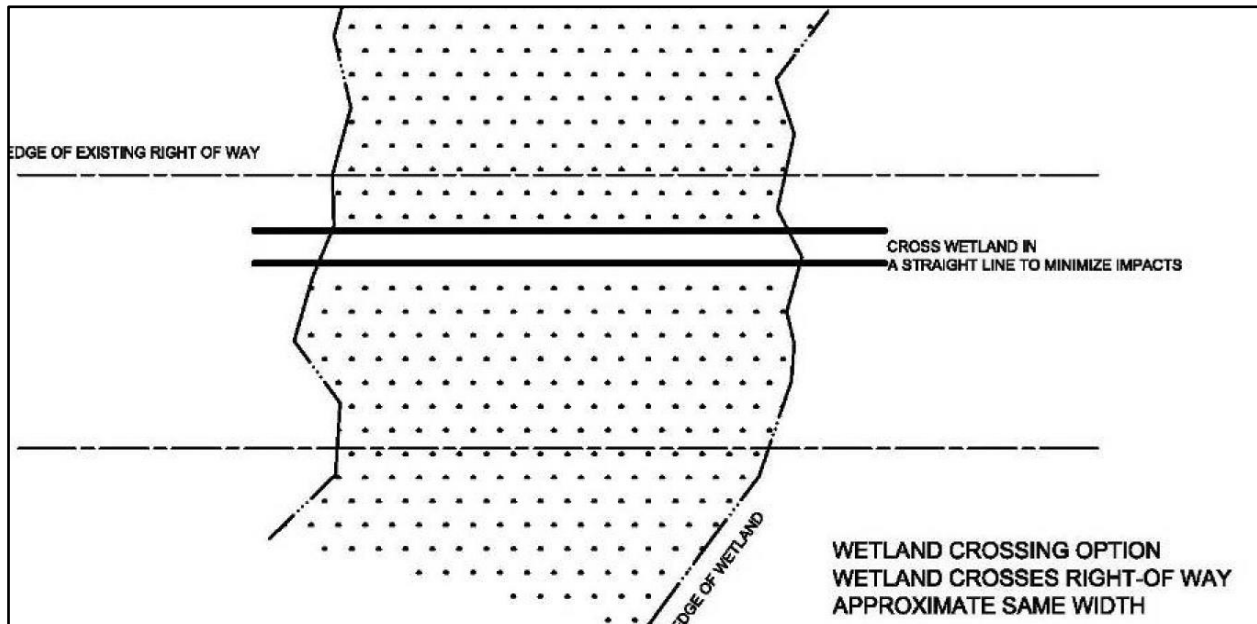 EDGE OF EXISTING RIGHT OF WAY
CROSS WETLAND IN
A STRAIGHT LINE TO MINIMIZE IMPACTS
EDGE OF WETLAND
WETLAND CROSSING OPTION
WETLAND CROSSES RIGHT-OF WAY
APPROXIMATE SAME WIDTH